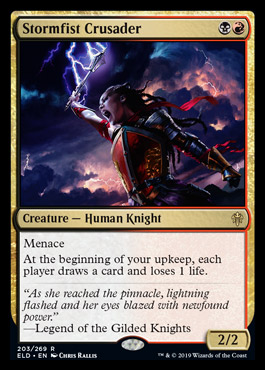 Stormfist Crusader
Creature — Human Knight
Menace
At the beginning of your upkeep, each
player draws a card and loses 1 life.
“As she reached the pinnacle, lightning
flashed and her eyes blazed with newfound
power.”
—Legend of the Gilded Knights
2/2
203/269 R
ELD • EN Chris Rallis
™ & © 2019 Wizards of the Coast